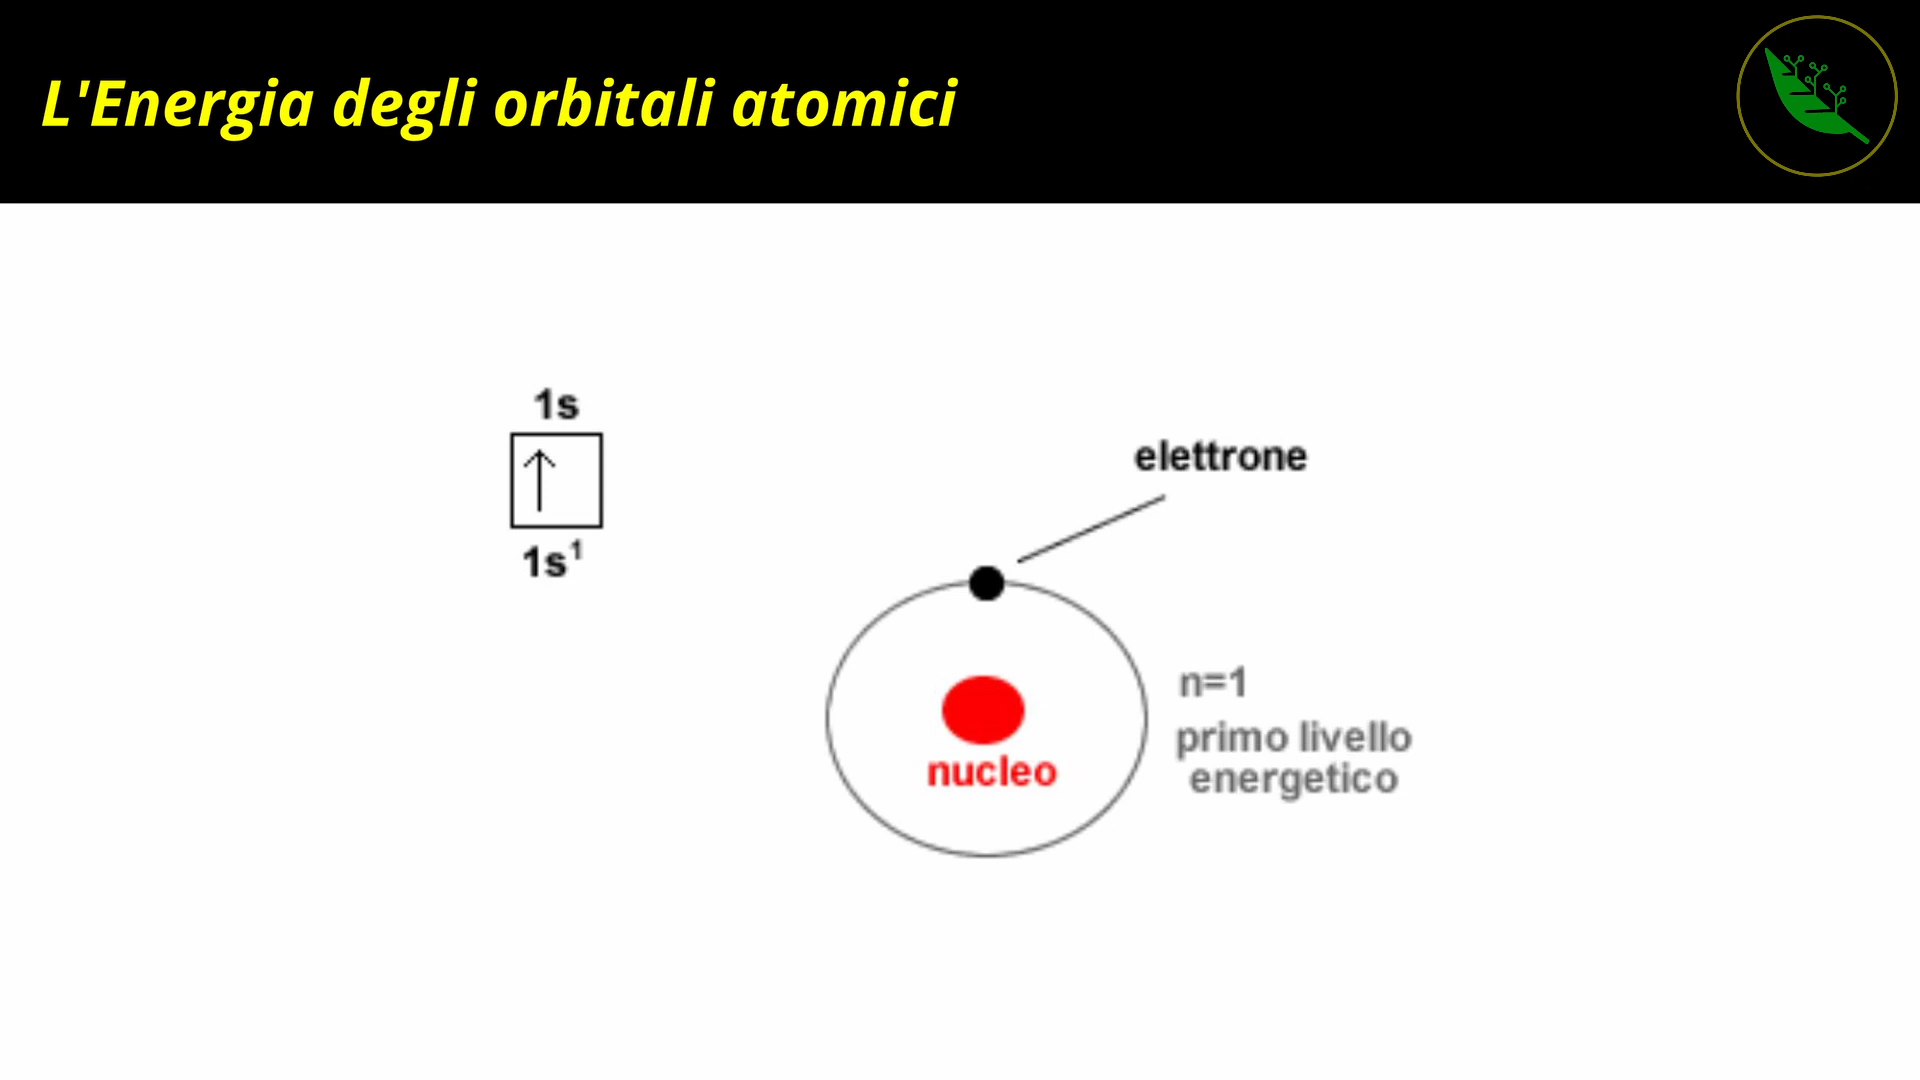 L'Energia degli orbitali atomici
1s
1s¹
elettrone
nucleo
n=1
primo livello
energetico